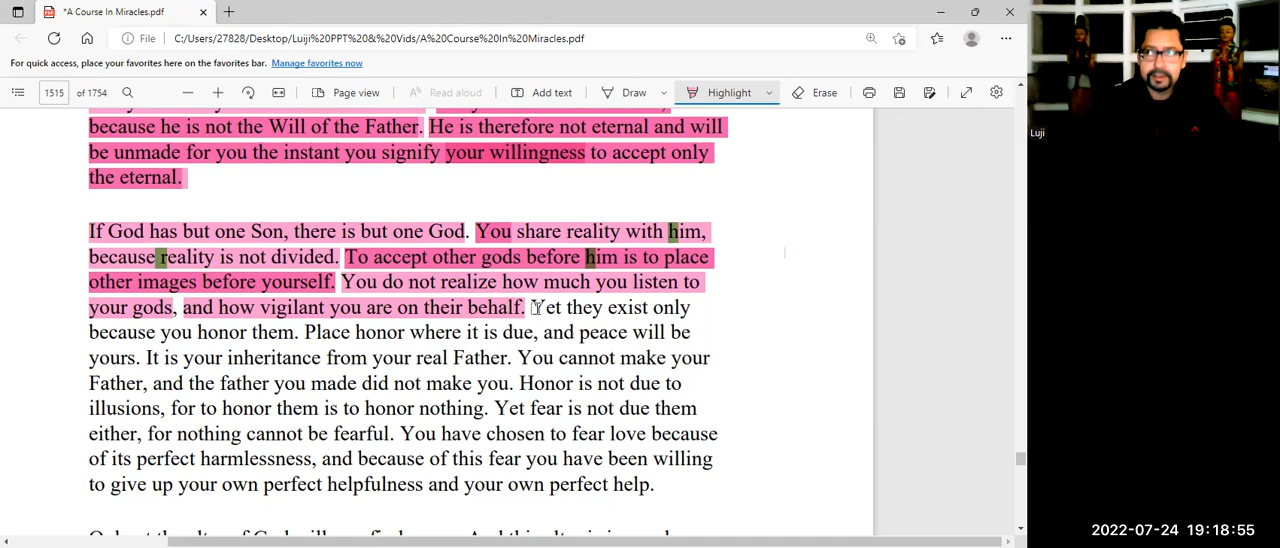 *A Course In Miracles.pdf
File
C:/Users/27828/Desktop/Luiji%20PPT%20&%20Vids/A%20Course%20In%20Miracles.pdf
For quick access, place your favorites here on the favorites bar. Manage favorites now
1515 of 1754
Page view
Read aloud
Add text
Draw
Highlight
Erase
because he is not the Will of the Father. He is therefore not eternal and will
be unmade for you the instant you signify your willingness to accept only
the eternal.
If God has but one Son, there is but one God. You share reality with him,
because reality is not divided. To accept other gods before him is to place
other images before yourself. You do not realize how much you listen to
your gods, and how vigilant you are on their behalf. Yet they exist only
because you honor them. Place honor where it is due, and peace will be
yours. It is your inheritance from your real Father. You cannot make your
Father, and the father you made did not make you. Honor is not due to
illusions, for to honor them is to honor nothing. Yet fear is not due them
either, for nothing cannot be fearful. You have chosen to fear love because
of its perfect harmlessness, and because of this fear you have been willing
to give up your own perfect helpfulness and your own perfect help.
Luji
2022-07-24 19:18:55